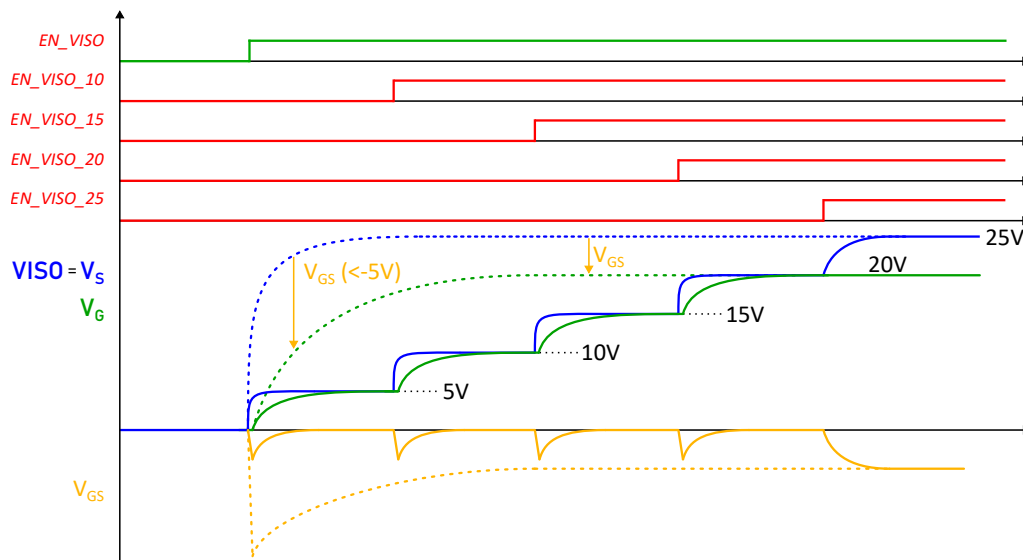 EN_VISO
EN_VISO_10
EN_VISO_15
EN_VISO_20
EN_VISO_25
VISO = VS
VG
VGS (<-5V)
VGS
25V
20V
15V
10V
5V
VGS